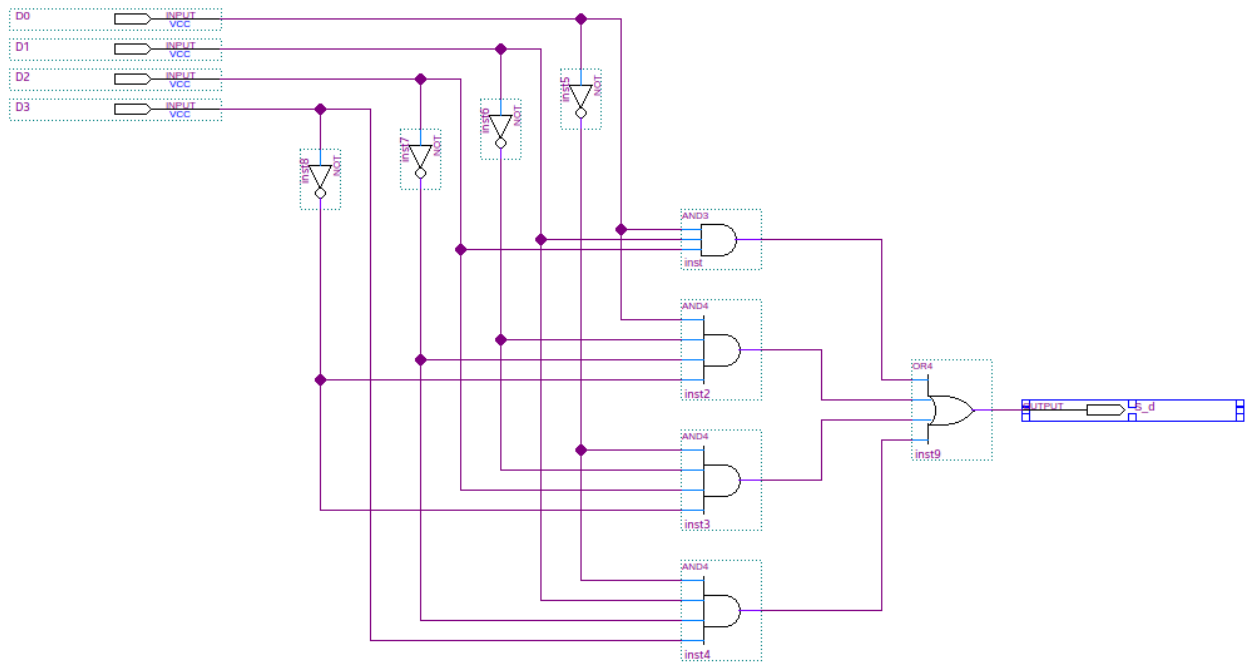 D0 INPUT
VCC
D1 INPUT
VCC
D2 INPUT
VCC
D3 INPUT
VCC
inst5 NOT
inst6 NOT
inst7 NOT
inst8 NOT
AND3
inst
AND4
inst2
OR4
OUTPUT S_d
inst9
AND4
inst3
AND4
inst4